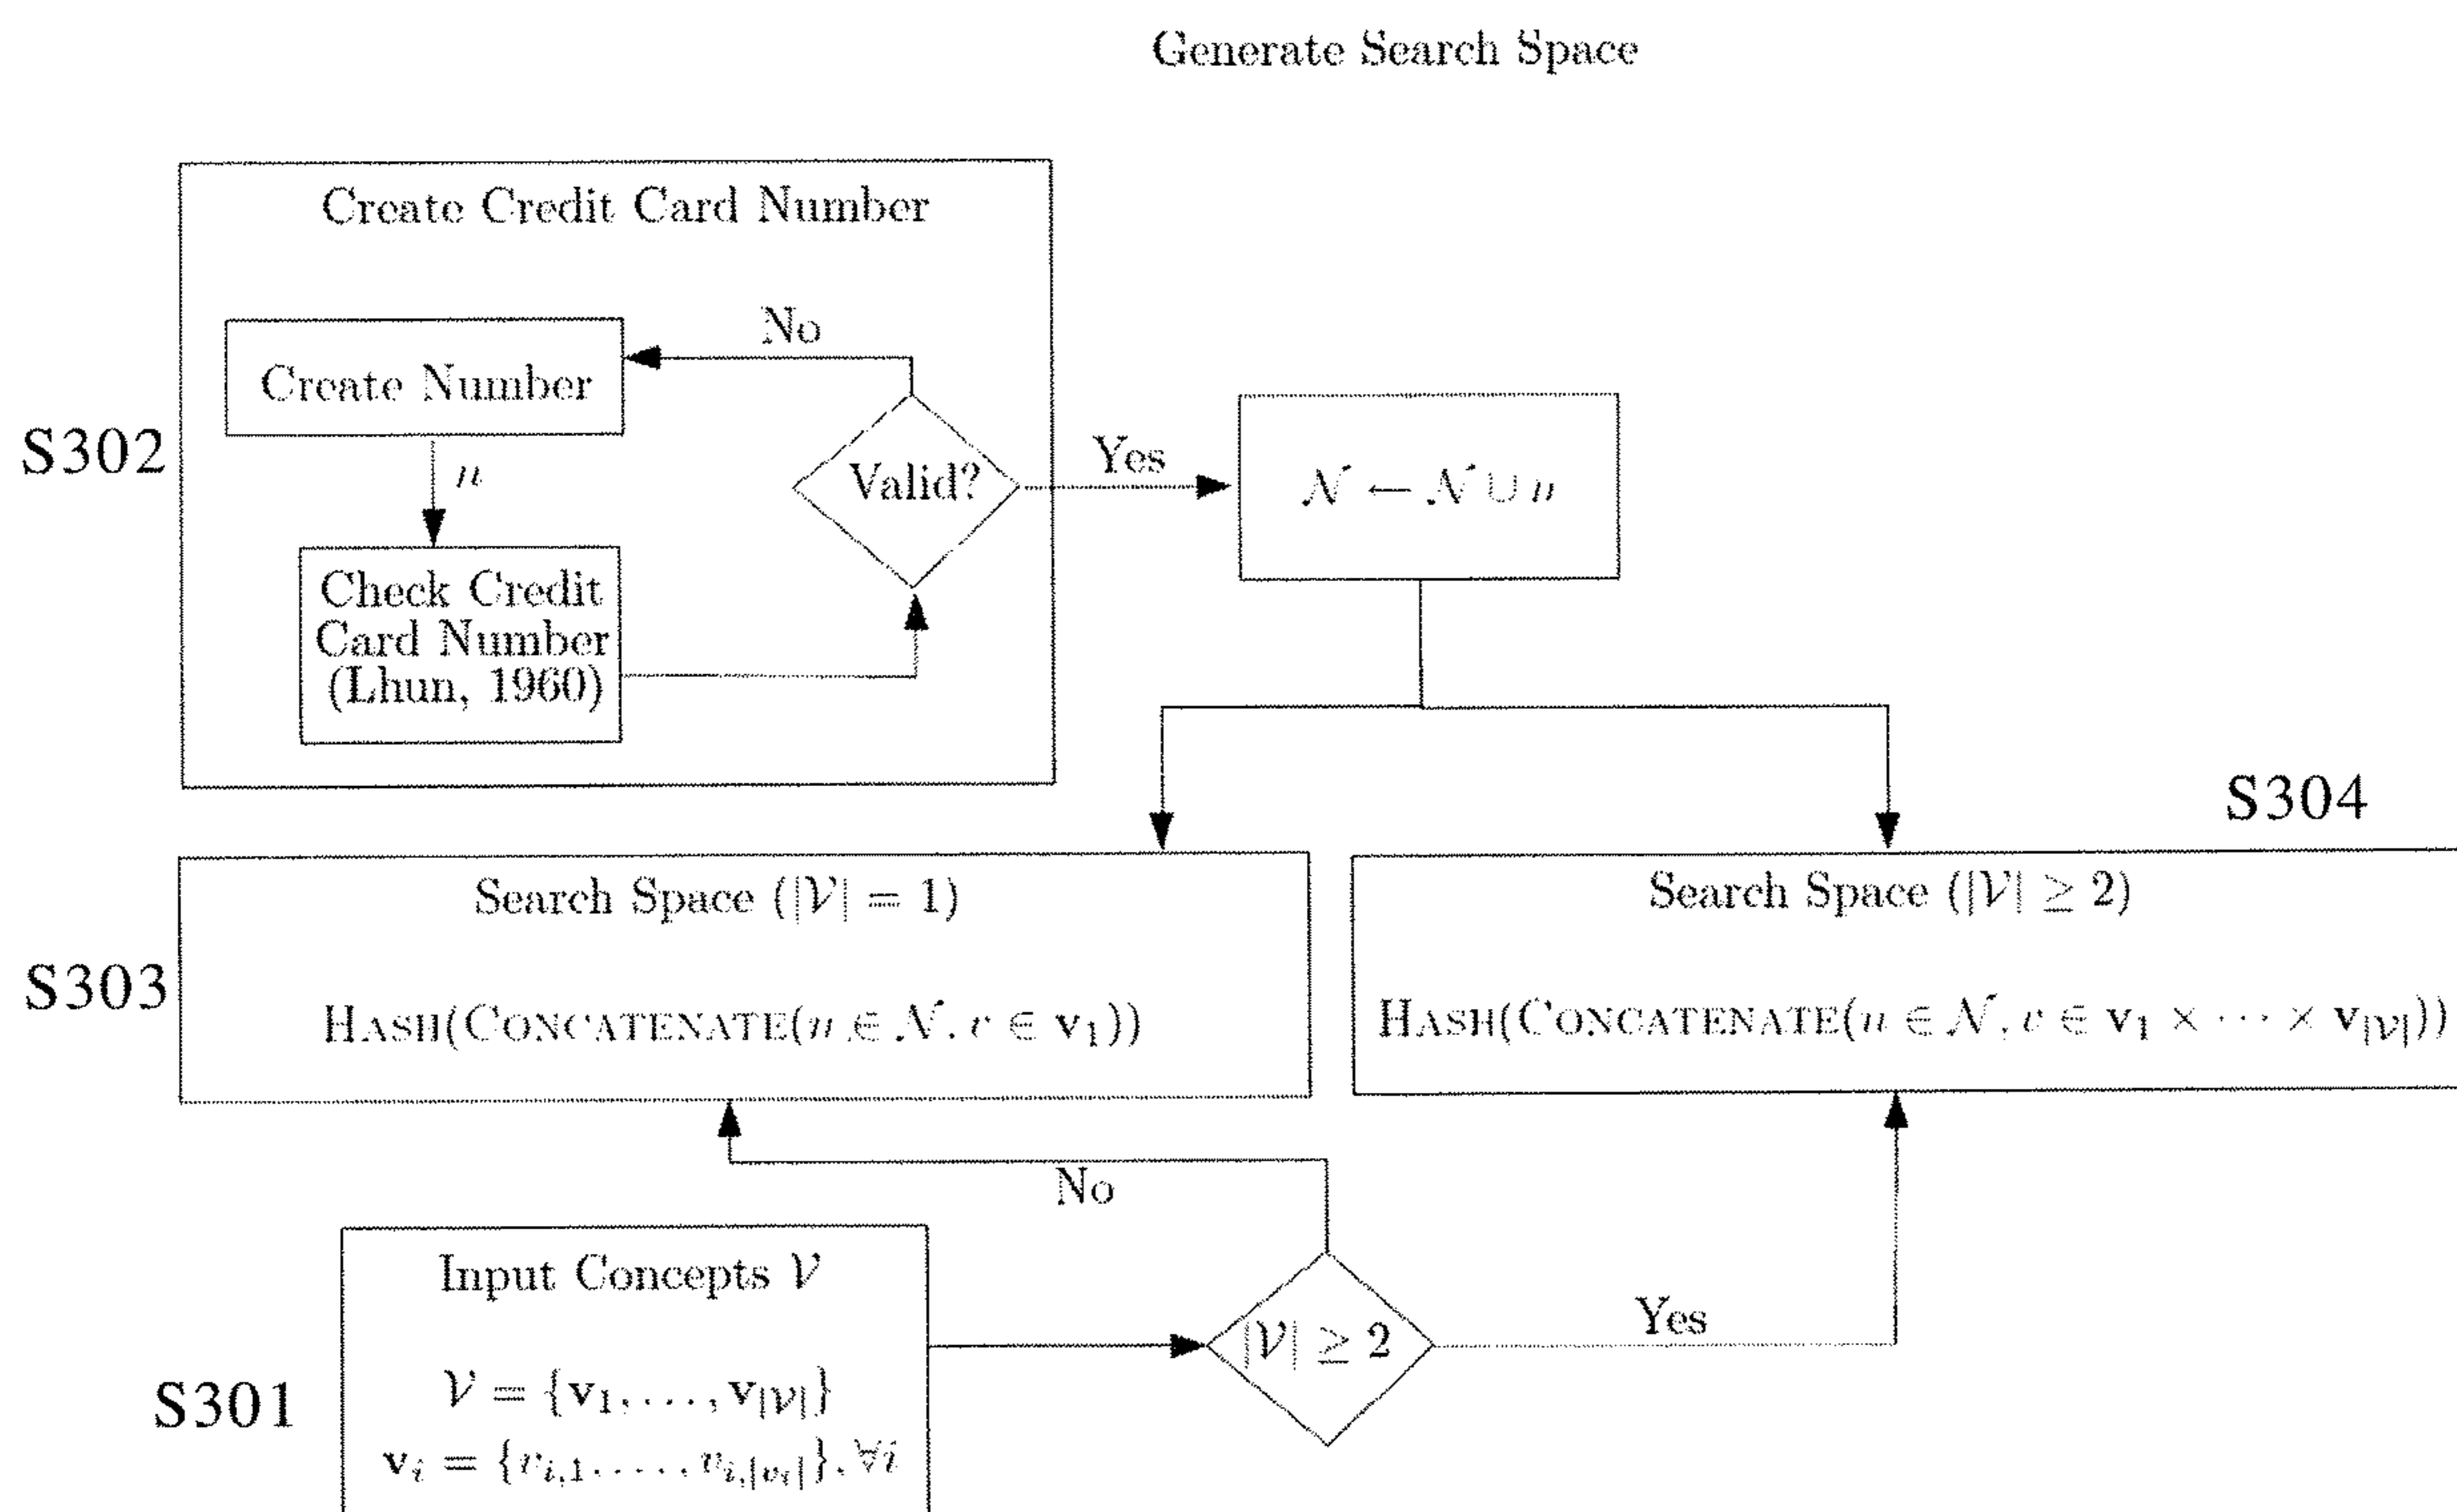 Generate Search Space
Create Credit Card Number
No
Create Number
S302
n
Valid?
Yes
𝒩 ← 𝒩 ∪ n
Check Credit
Card Number
(Lhun, 1960)
S304
Search Space (|𝒱| = 1)
Search Space (|𝒱| ≥ 2)
S303
HASH(CONCATENATE(n ∈ 𝒩, v ∈ v₁))
HASH(CONCATENATE(n ∈ 𝒩, v ∈ v₁ × ⋯ × v|𝒱|))
No
Input Concepts 𝒱
Yes
|𝒱| ≥ 2
S301
𝒱 = {v₁, . . . , v|𝒱|}
vᵢ = {vᵢ,₁, . . . , vᵢ,|vᵢ|}, ∀i